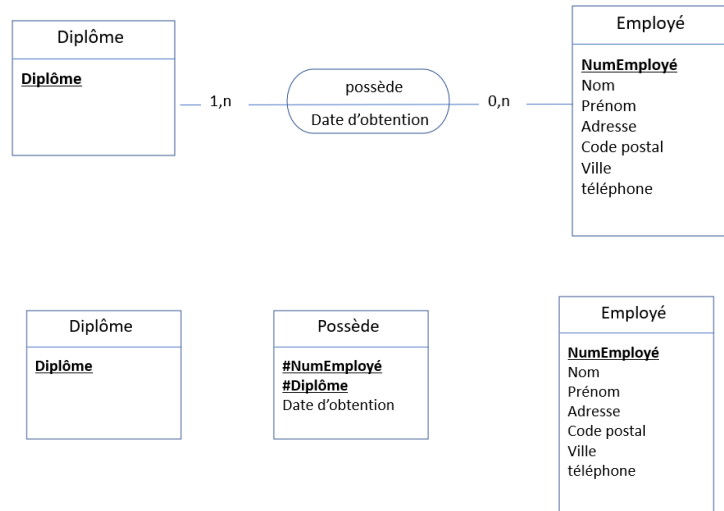 Diplôme
Diplôme
1,n
possède
Date d'obtention
0,n
Employé
NumEmployé
Nom
Prénom
Adresse
Code postal
Ville
téléphone
Diplôme
Diplôme
Possède
#NumEmployé
#Diplôme
Date d'obtention
Employé
NumEmployé
Nom
Prénom
Adresse
Code postal
Ville
téléphone